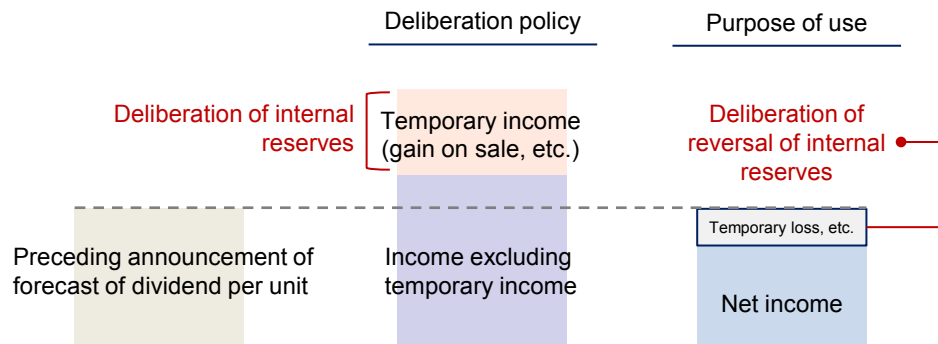 Deliberation policy
Purpose of use
Deliberation of internal
reserves
Temporary income
(gain on sale, etc.)
Deliberation of
reversal of internal
reserves
Preceding announcement of
forecast of dividend per unit
Income excluding
temporary income
Temporary loss, etc.
Net income